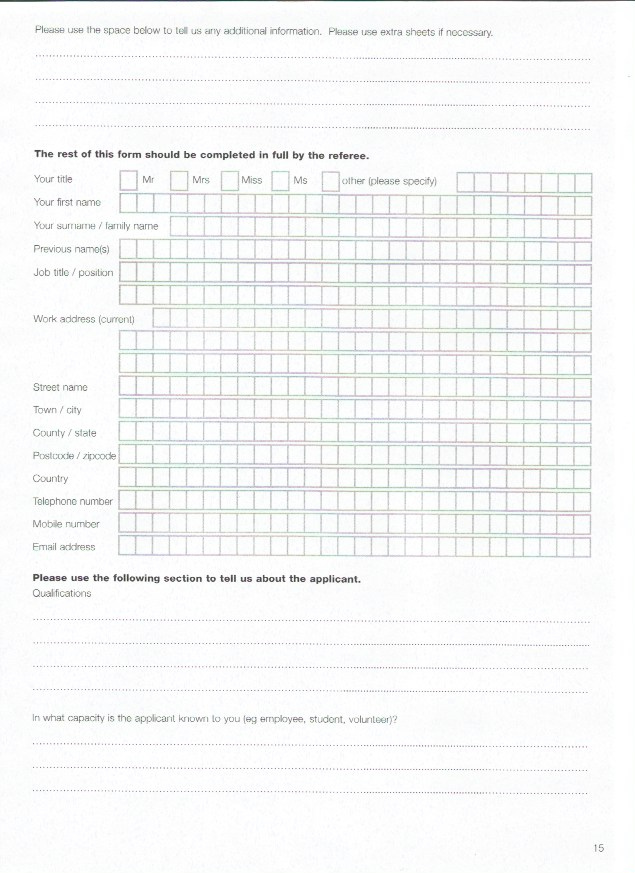 Please use the space below to tell us any additional information. Please use extra sheets if necessary.
The rest of this form should be completed in full by the referee.
Your title Mr Mrs Miss Ms other (please specify)
Your first name
Your surname / family name
Previous name(s)
Job title / position
Work address (current)
Street name
Town / city
County / state
Postcode / zipcode
Country
Telephone number
Mobile number
Email address
Please use the following section to tell us about the applicant.
Qualifications
In what capacity is the applicant known to you (eg employee, student, volunteer)?
15